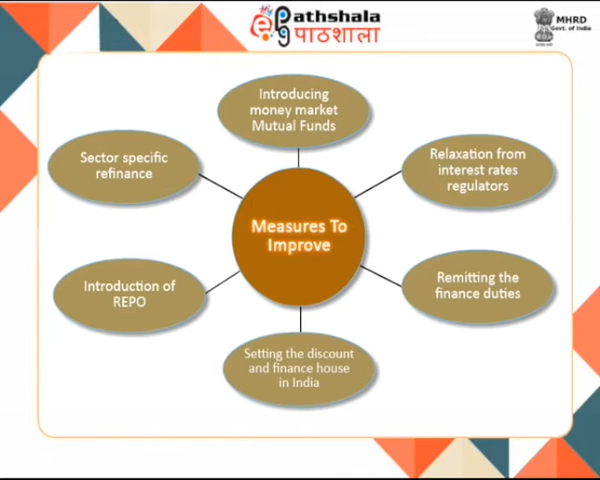 ePathshala
पाठशाला
MHRD
Govt. of India
Introducing
money market
Mutual Funds
Sector specific
refinance
Relaxation from
interest rates
regulators
Measures To
Improve
Introduction of
REPO
Remitting the
finance duties
Setting the discount
and finance house
in India